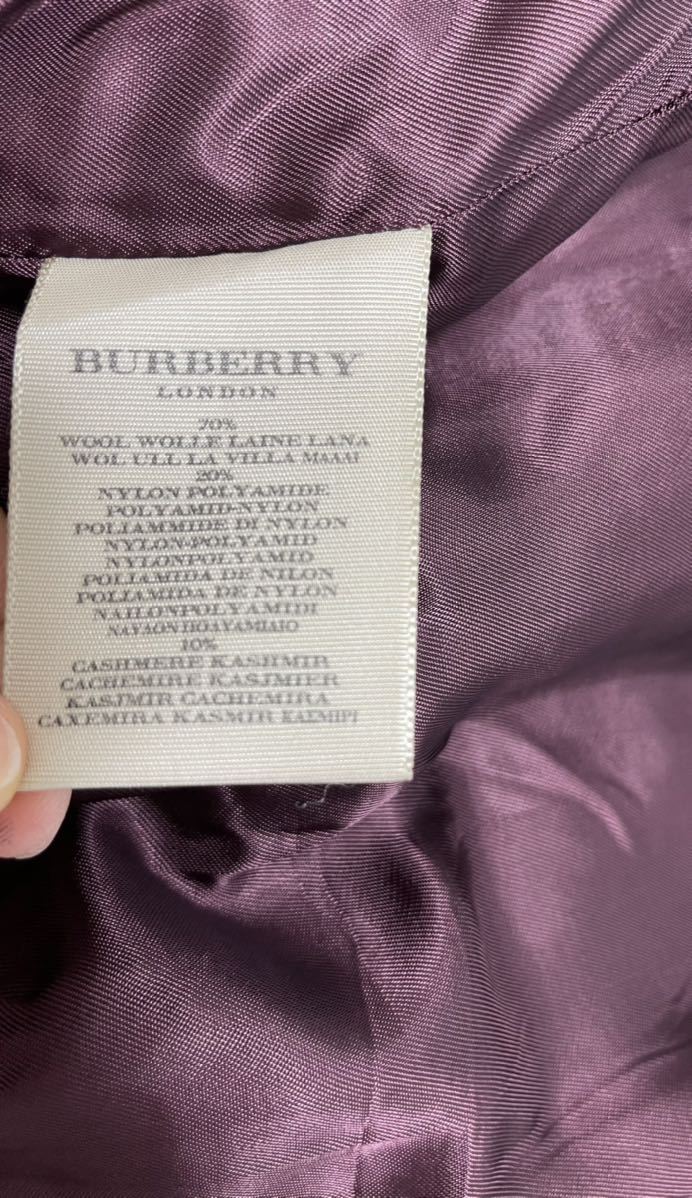 BURBERRY
LONDON
70%
WOOL WOLLE LAINE LANA
WOL ULL LA VILLA ΜΑΛΛΙ
20%
NYLON POLYAMIDE
POLYAMID-NYLON
POLIAMMIDE DI NYLON
NYLON-POLYAMID
NYLONPOLYAMID
POLIAMIDA DE NILON
POLIAMIDA DE NYLON
NAILONPOLYAMIDI
ΝΑΥΛΟΝ ΠΟΛΥΑΜΙΔΙΟ
10%
CASHMERE KASHMIR
CACHEMIRE KASJMIER
KASJMIR CACHEMIRA
CAXEMIRA KASMIR ΚΑΣΜΙΡΙ